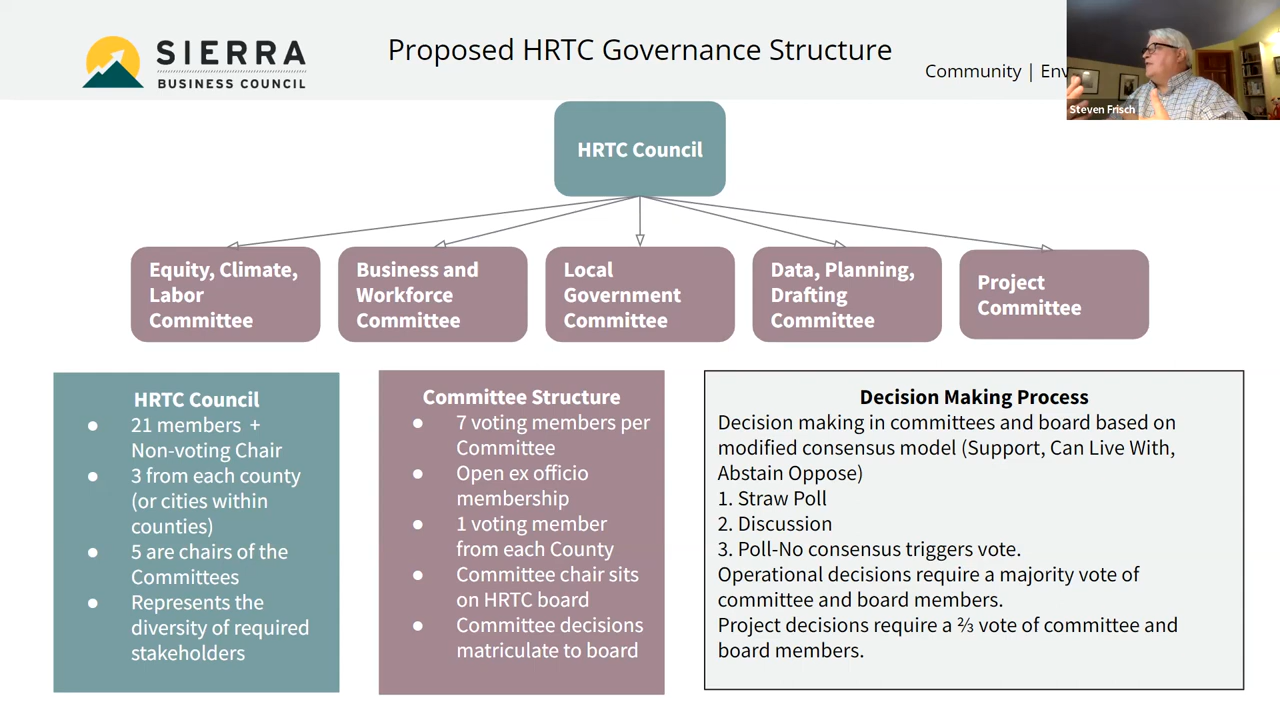 SIERRA
BUSINESS COUNCIL
Proposed HRTC Governance Structure
Community | Env
Steven Frisch
HRTC Council
Equity, Climate,
Labor
Committee
Business and
Workforce
Committee
Local
Government
Committee
Data, Planning,
Drafting
Committee
Project
Committee
HRTC Council
● 21 members +
Non-voting Chair
● 3 from each county
(or cities within
counties)
● 5 are chairs of the
Committees
● Represents the
diversity of required
stakeholders
Committee Structure
● 7 voting members per
Committee
● Open ex officio
membership
● 1 voting member
from each County
● Committee chair sits
on HRTC board
● Committee decisions
matriculate to board
Decision Making Process
Decision making in committees and board based on
modified consensus model (Support, Can Live With,
Abstain Oppose)
1. Straw Poll
2. Discussion
3. Poll-No consensus triggers vote.
Operational decisions require a majority vote of
committee and board members.
Project decisions require a ⅔ vote of committee and
board members.